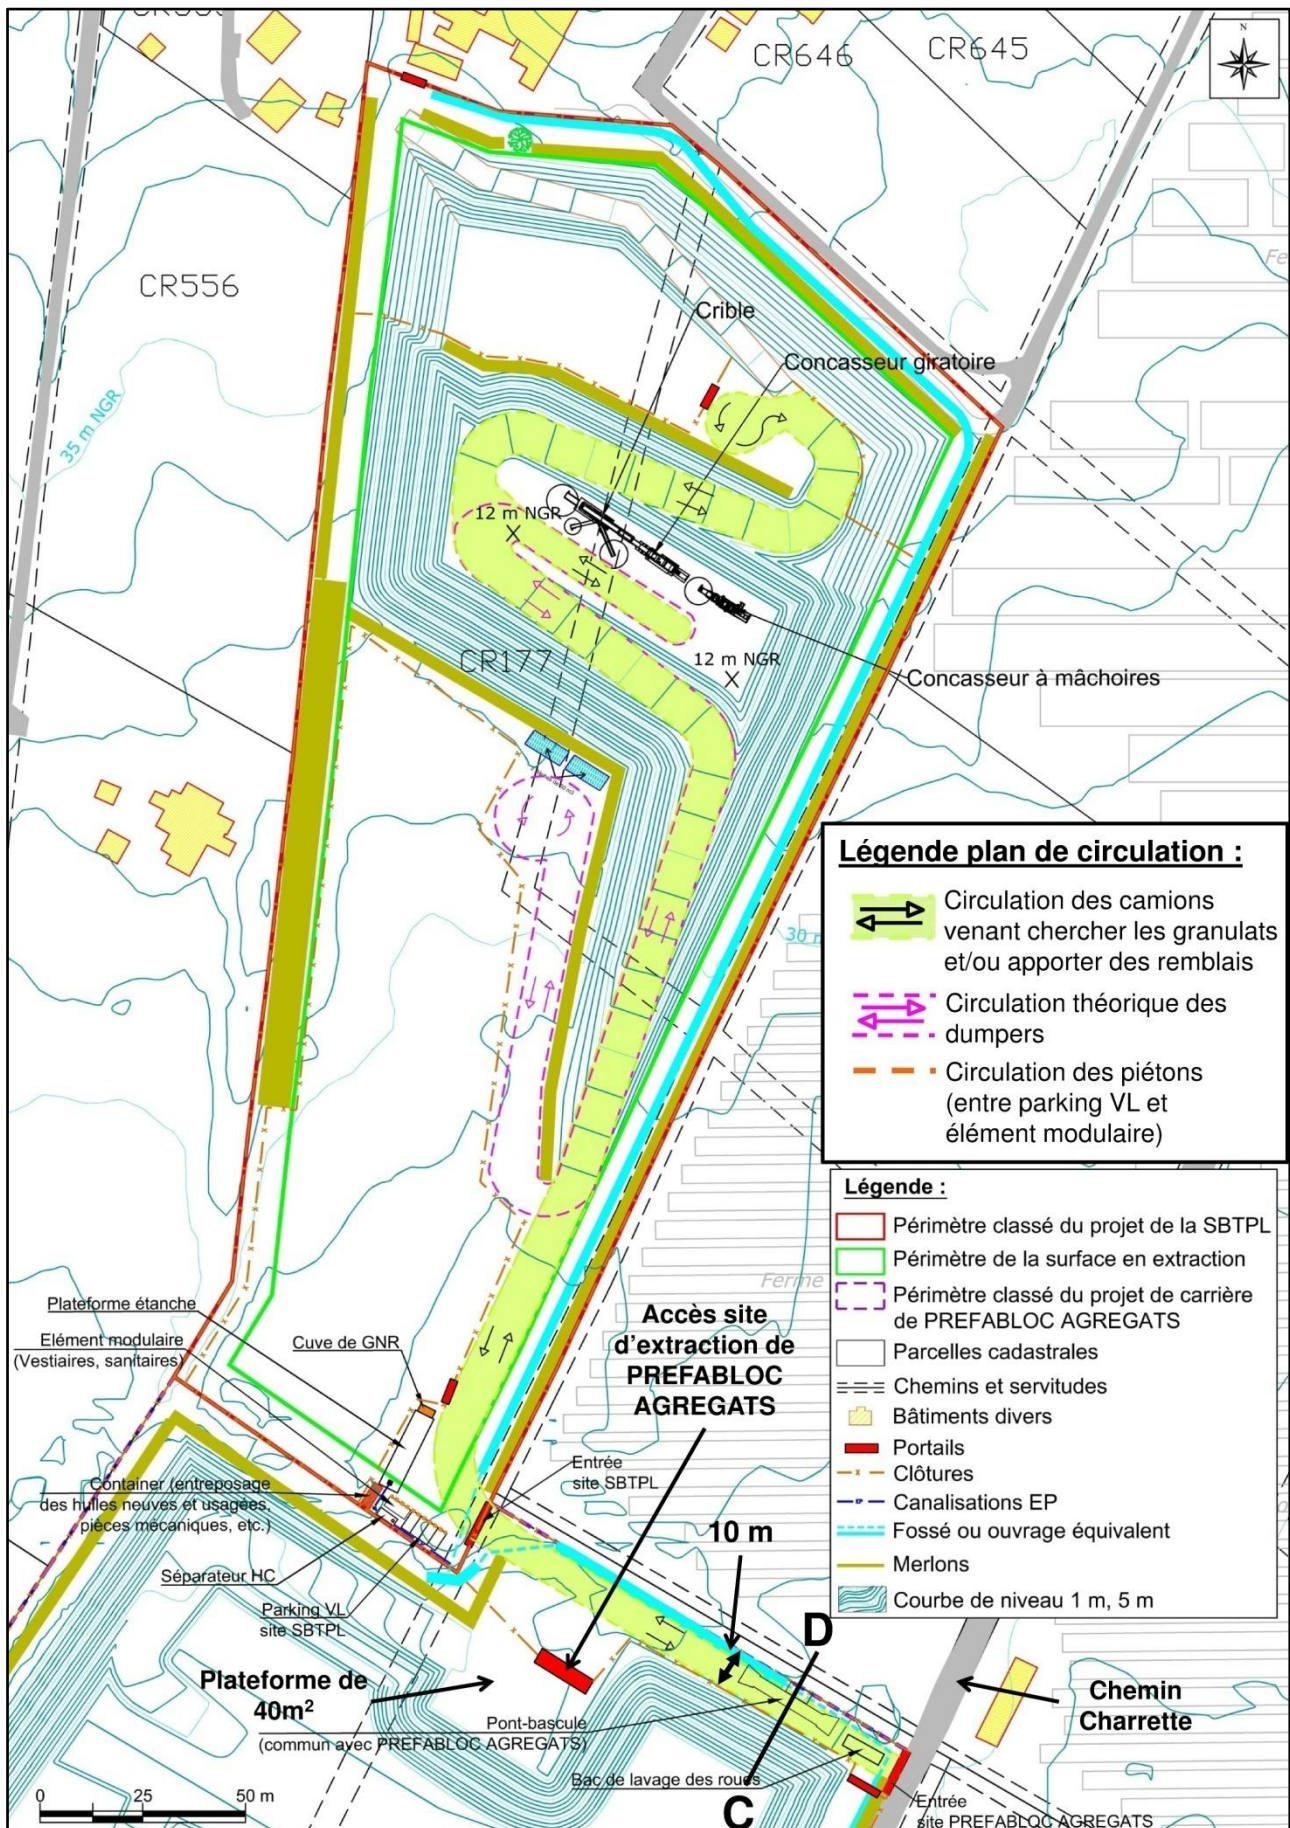 N
CR646
CR645
CR556
35 m NGR
Crible
Concasseur giratoire
12 m NGR
CR177
12 m NGR
Concasseur à mâchoires
Légende plan de circulation :
Circulation des camions
venant chercher les granulats
et/ou apporter des remblais
Circulation théorique des
dumpers
Circulation des piétons
(entre parking VL et
élément modulaire)
Légende :
Périmètre classé du projet de la SBTPL
Périmètre de la surface en extraction
Périmètre classé du projet de carrière
de PREFABLOC AGREGATS
Parcelles cadastrales
Chemins et servitudes
Bâtiments divers
Portails
Clôtures
Canalisations EP
Fossé ou ouvrage équivalent
Merlons
Courbe de niveau 1 m, 5 m
Ferme
Plateforme étanche
Elément modulaire
(Vestiaires, sanitaires)
Cuve de GNR
Accès site
d'extraction de
PREFABLOC
AGREGATS
Container (entreposage
des huiles neuves et usagées,
pièces mécaniques, etc.)
Entrée
site SBTPL
10 m
Séparateur HC
Parking VL
site SBTPL
D
Plateforme de
40m²
Pont-bascule
(commun avec PREFABLOC AGREGATS)
Chemin
Charrette
Bac de lavage des roues
C
Entrée
site PREFABLOC AGREGATS
0 25 50 m